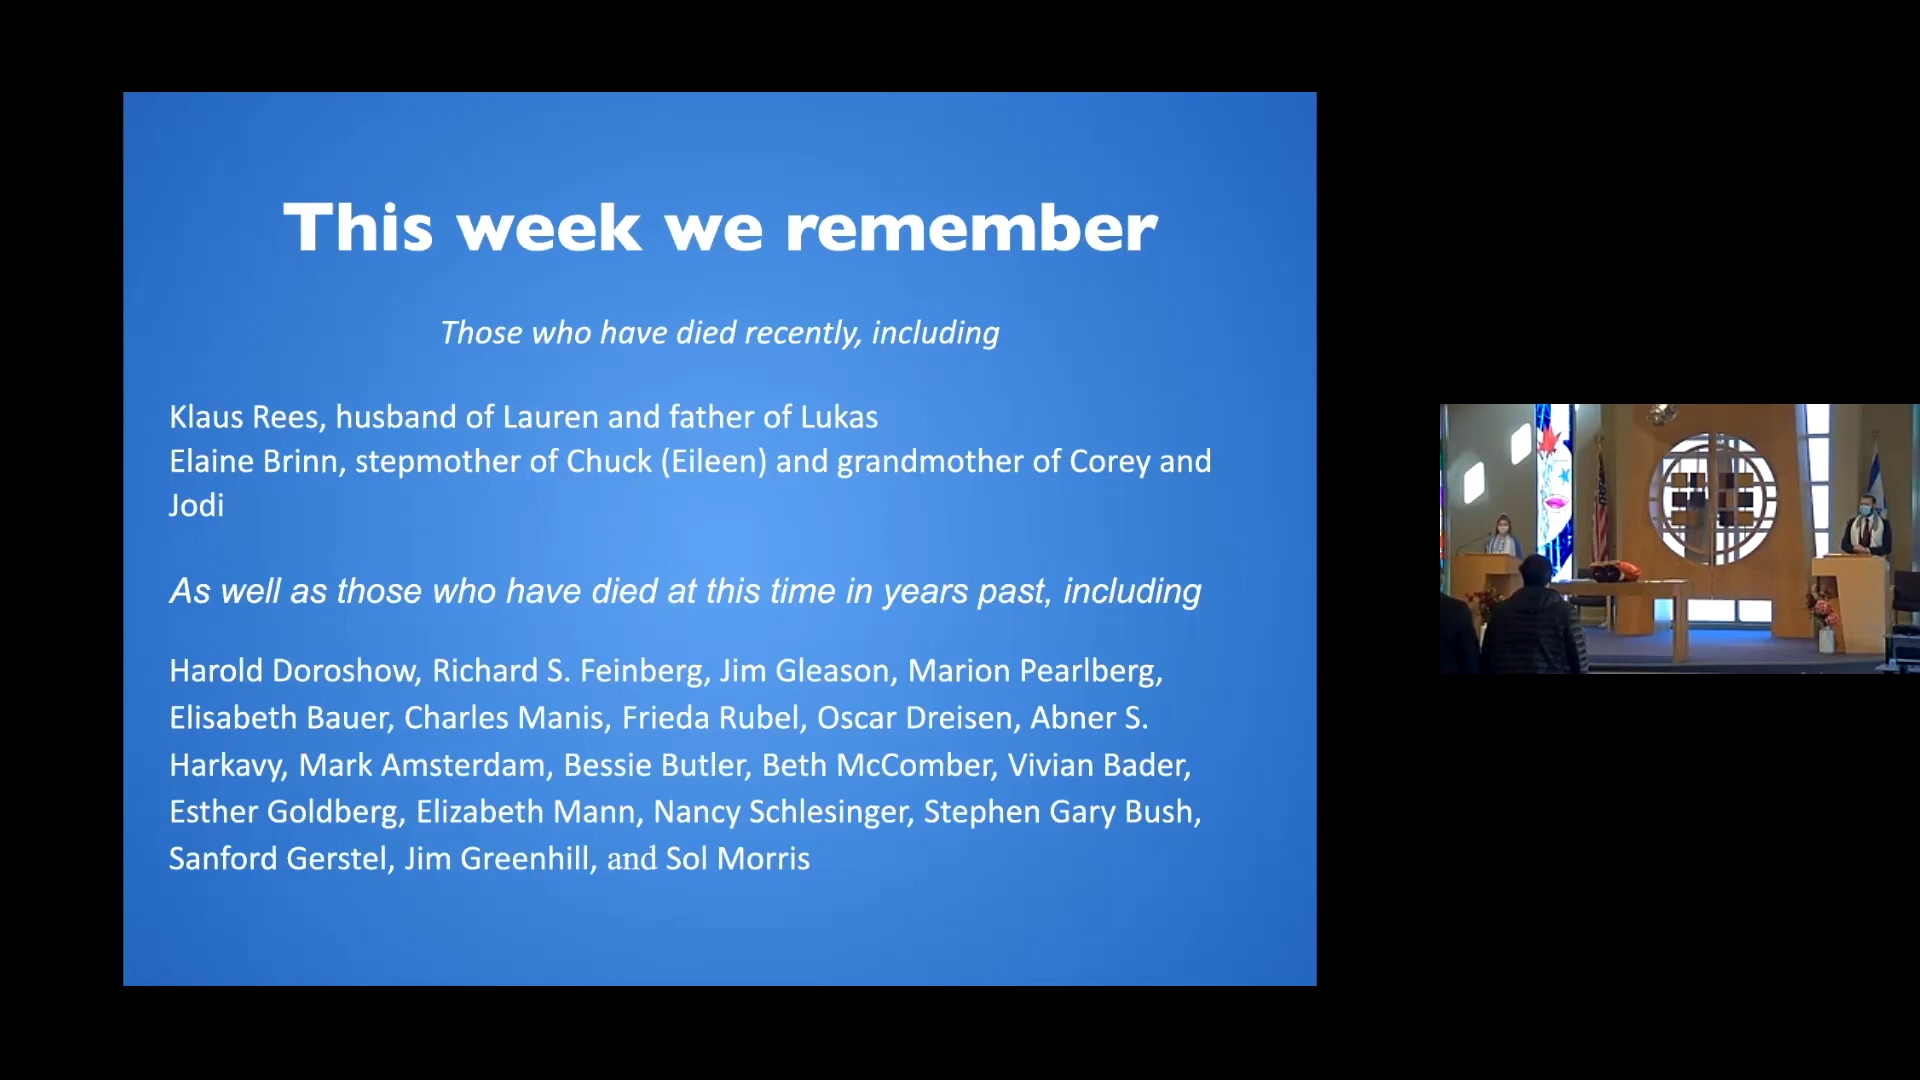 This week we remember
Those who have died recently, including
Klaus Rees, husband of Lauren and father of Lukas
Elaine Brinn, stepmother of Chuck (Eileen) and grandmother of Corey and
Jodi
As well as those who have died at this time in years past, including
Harold Doroshow, Richard S. Feinberg, Jim Gleason, Marion Pearlberg,
Elisabeth Bauer, Charles Manis, Frieda Rubel, Oscar Dreisen, Abner S.
Harkavy, Mark Amsterdam, Bessie Butler, Beth McComber, Vivian Bader,
Esther Goldberg, Elizabeth Mann, Nancy Schlesinger, Stephen Gary Bush,
Sanford Gerstel, Jim Greenhill, and Sol Morris